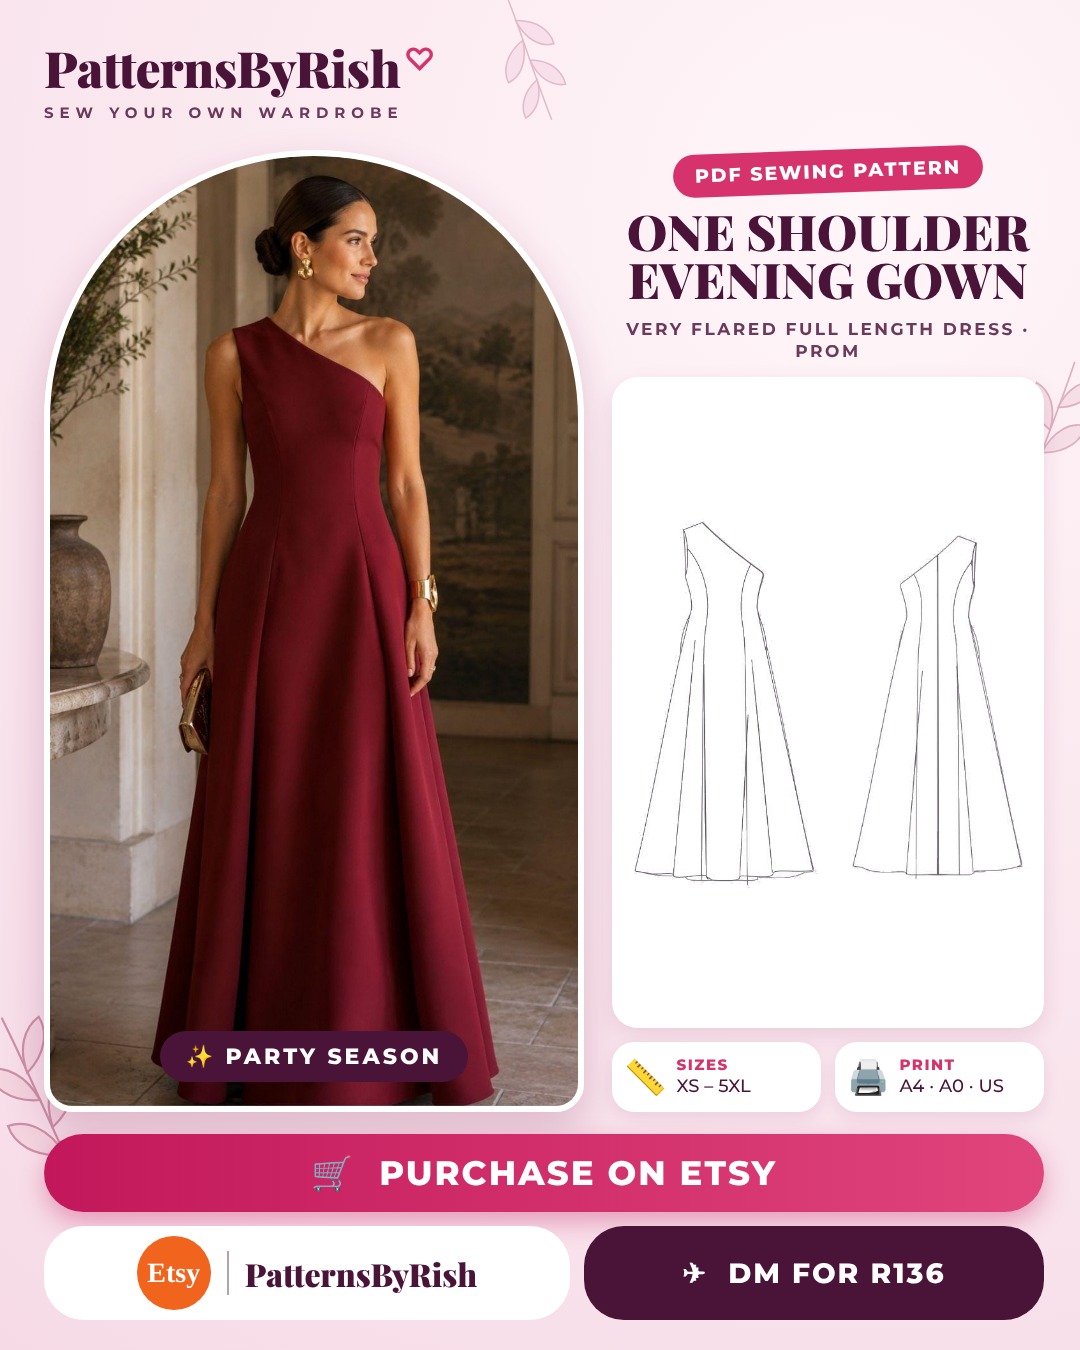 PatternsByRish
SEW YOUR OWN WARDROBE
PDF SEWING PATTERN
ONE SHOULDER
EVENING GOWN
VERY FLARED FULL LENGTH DRESS ·
PROM
✨ PARTY SEASON
SIZES
XS – 5XL
PRINT
A4 · A0 · US
PURCHASE ON ETSY
Etsy
PatternsByRish
DM FOR R136